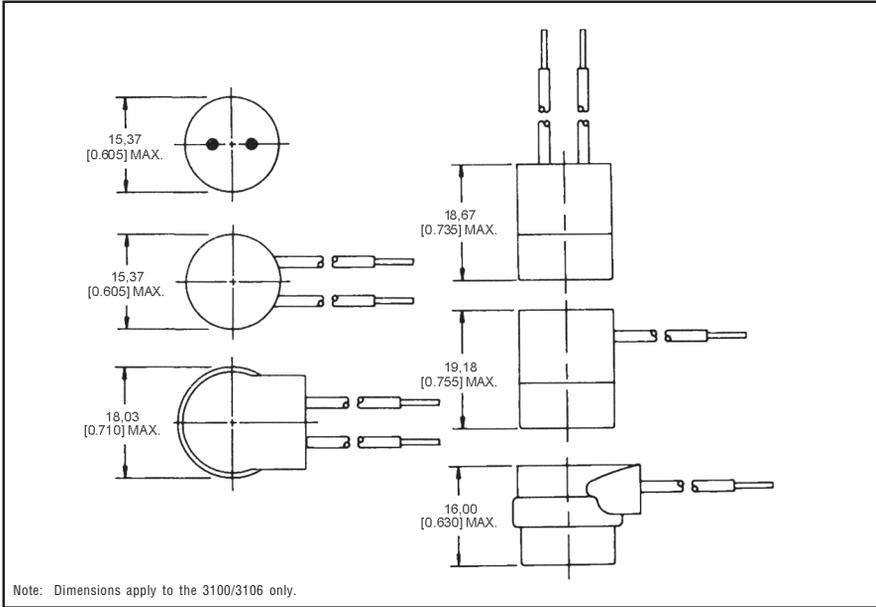 15,37
[0.605] MAX.
15,37
[0.605] MAX.
18,03
[0.710] MAX.
18,67
[0.735] MAX.
19,18
[0.755] MAX.
16,00
[0.630] MAX.
Note: Dimensions apply to the 3100/3106 only.